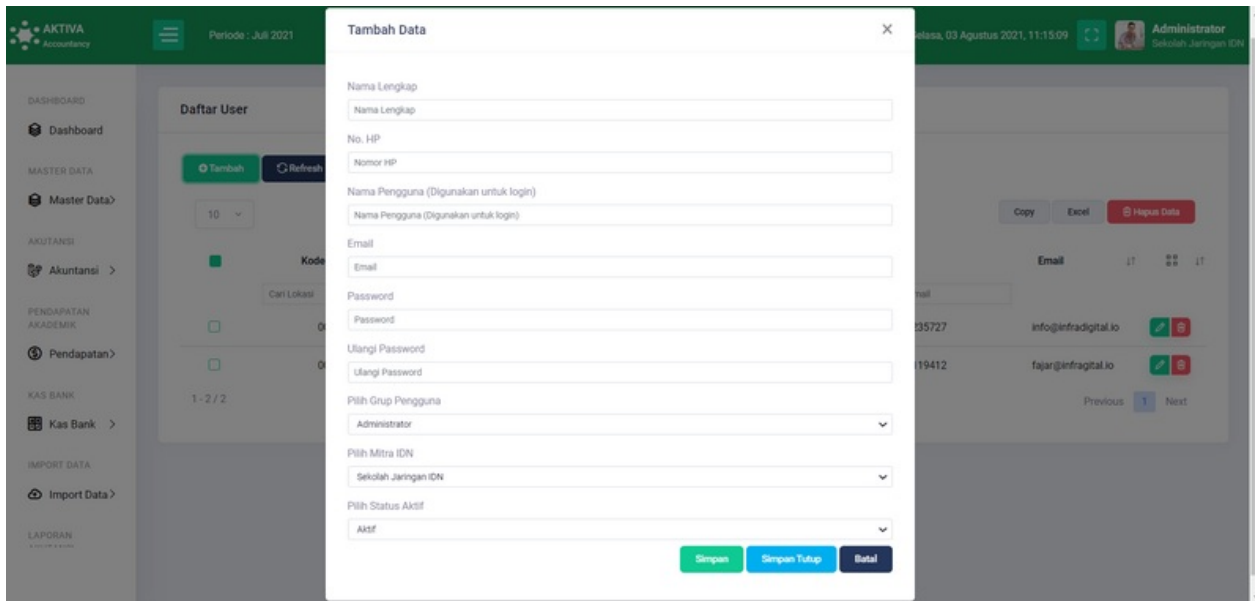 AKTIVA
Accountancy
Periode : Juli 2021
Selasa, 03 Agustus 2021, 11:15:09
Administrator
Sekolah Jaringan IDN
DASHBOARD
Dashboard
MASTER DATA
Master Data
AKUTANSI
Akuntansi
PENDAPATAN
AKADEMIK
Pendapatan
KAS BANK
Kas Bank
IMPORT DATA
Import Data
LAPORAN
Daftar User
Tambah
Refresh
10
Kode
Cari Lokasi
1 - 2 / 2
Tambah Data
×
Nama Lengkap
Nama Lengkap
No. HP
Nomor HP
Nama Pengguna (Digunakan untuk login)
Nama Pengguna (Digunakan untuk login)
Email
Email
Password
Password
Ulangi Password
Ulangi Password
Pilih Grup Pengguna
Administrator
Pilih Mitra IDN
Sekolah Jaringan IDN
Pilih Status Aktif
Aktif
Simpan
Simpan Tutup
Batal
Copy
Excel
Hapus Data
Email
235727
info@infradigital.io
119412
fajar@infragital.io
Previous
1
Next